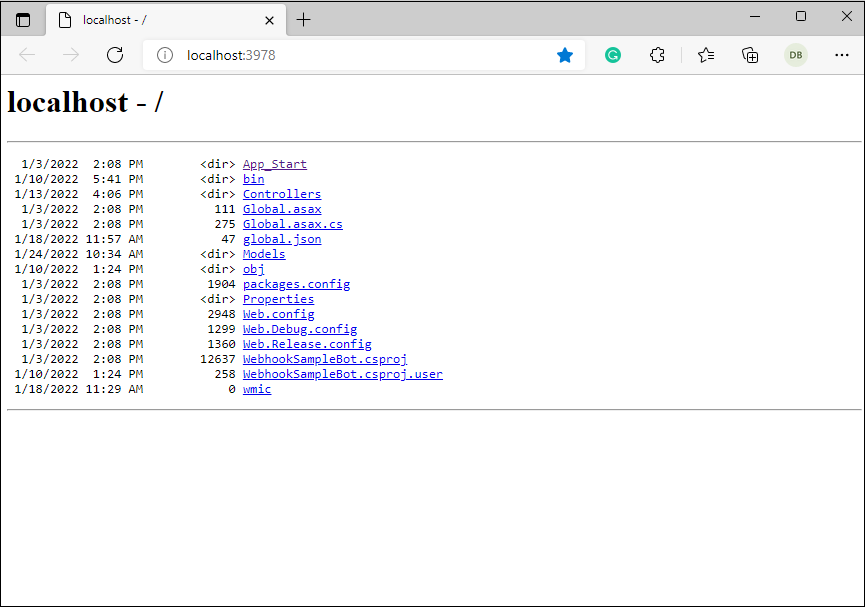 localhost - /
localhost:3978
DB
localhost - /
1/3/2022 2:08 PM <dir> App_Start
1/10/2022 5:41 PM <dir> bin
1/13/2022 4:06 PM <dir> Controllers
1/3/2022 2:08 PM 111 Global.asax
1/3/2022 2:08 PM 275 Global.asax.cs
1/18/2022 11:57 AM 47 global.json
1/24/2022 10:34 AM <dir> Models
1/10/2022 1:24 PM <dir> obj
1/3/2022 2:08 PM 1904 packages.config
1/3/2022 2:08 PM <dir> Properties
1/3/2022 2:08 PM 2948 Web.config
1/3/2022 2:08 PM 1299 Web.Debug.config
1/3/2022 2:08 PM 1360 Web.Release.config
1/3/2022 2:08 PM 12637 WebhookSampleBot.csproj
1/10/2022 1:24 PM 258 WebhookSampleBot.csproj.user
1/18/2022 11:29 AM 0 wmic